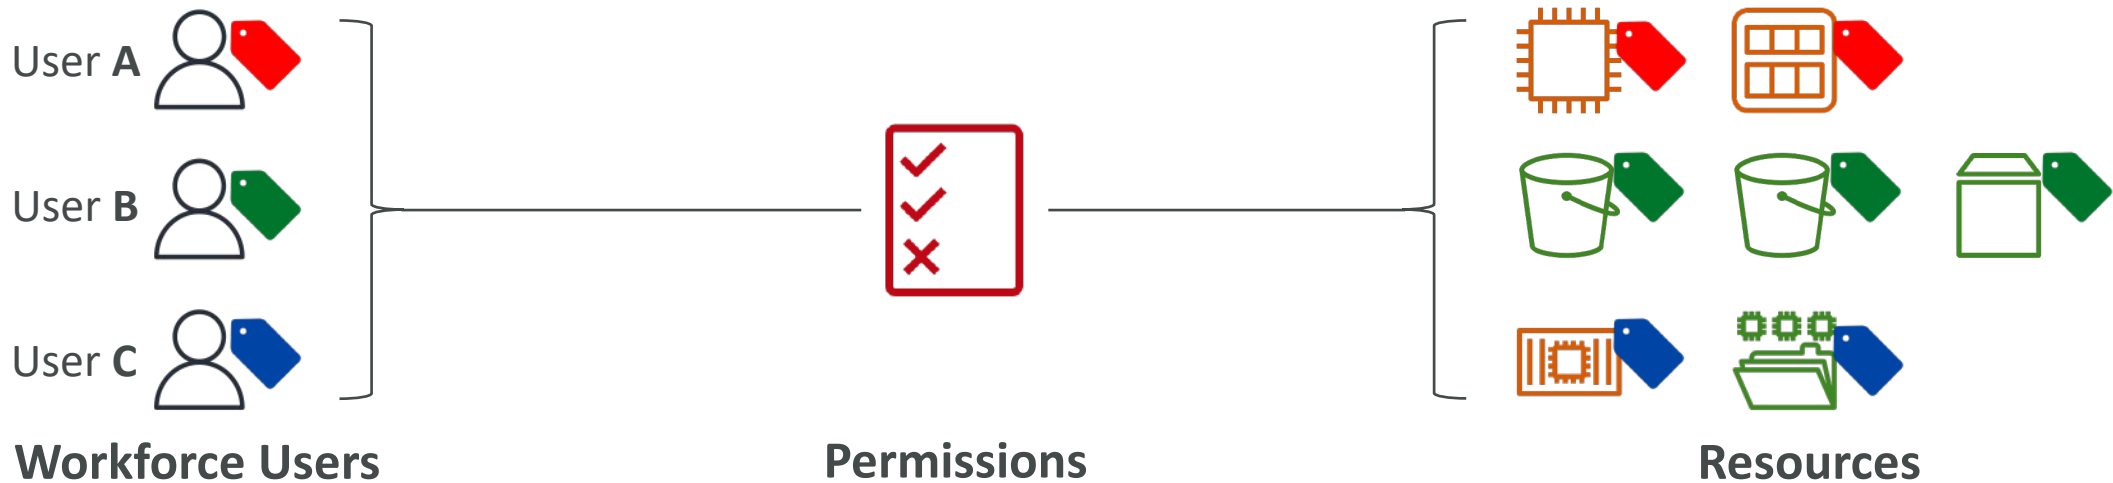 User A
User B
User C
Workforce Users
Permissions
Resources